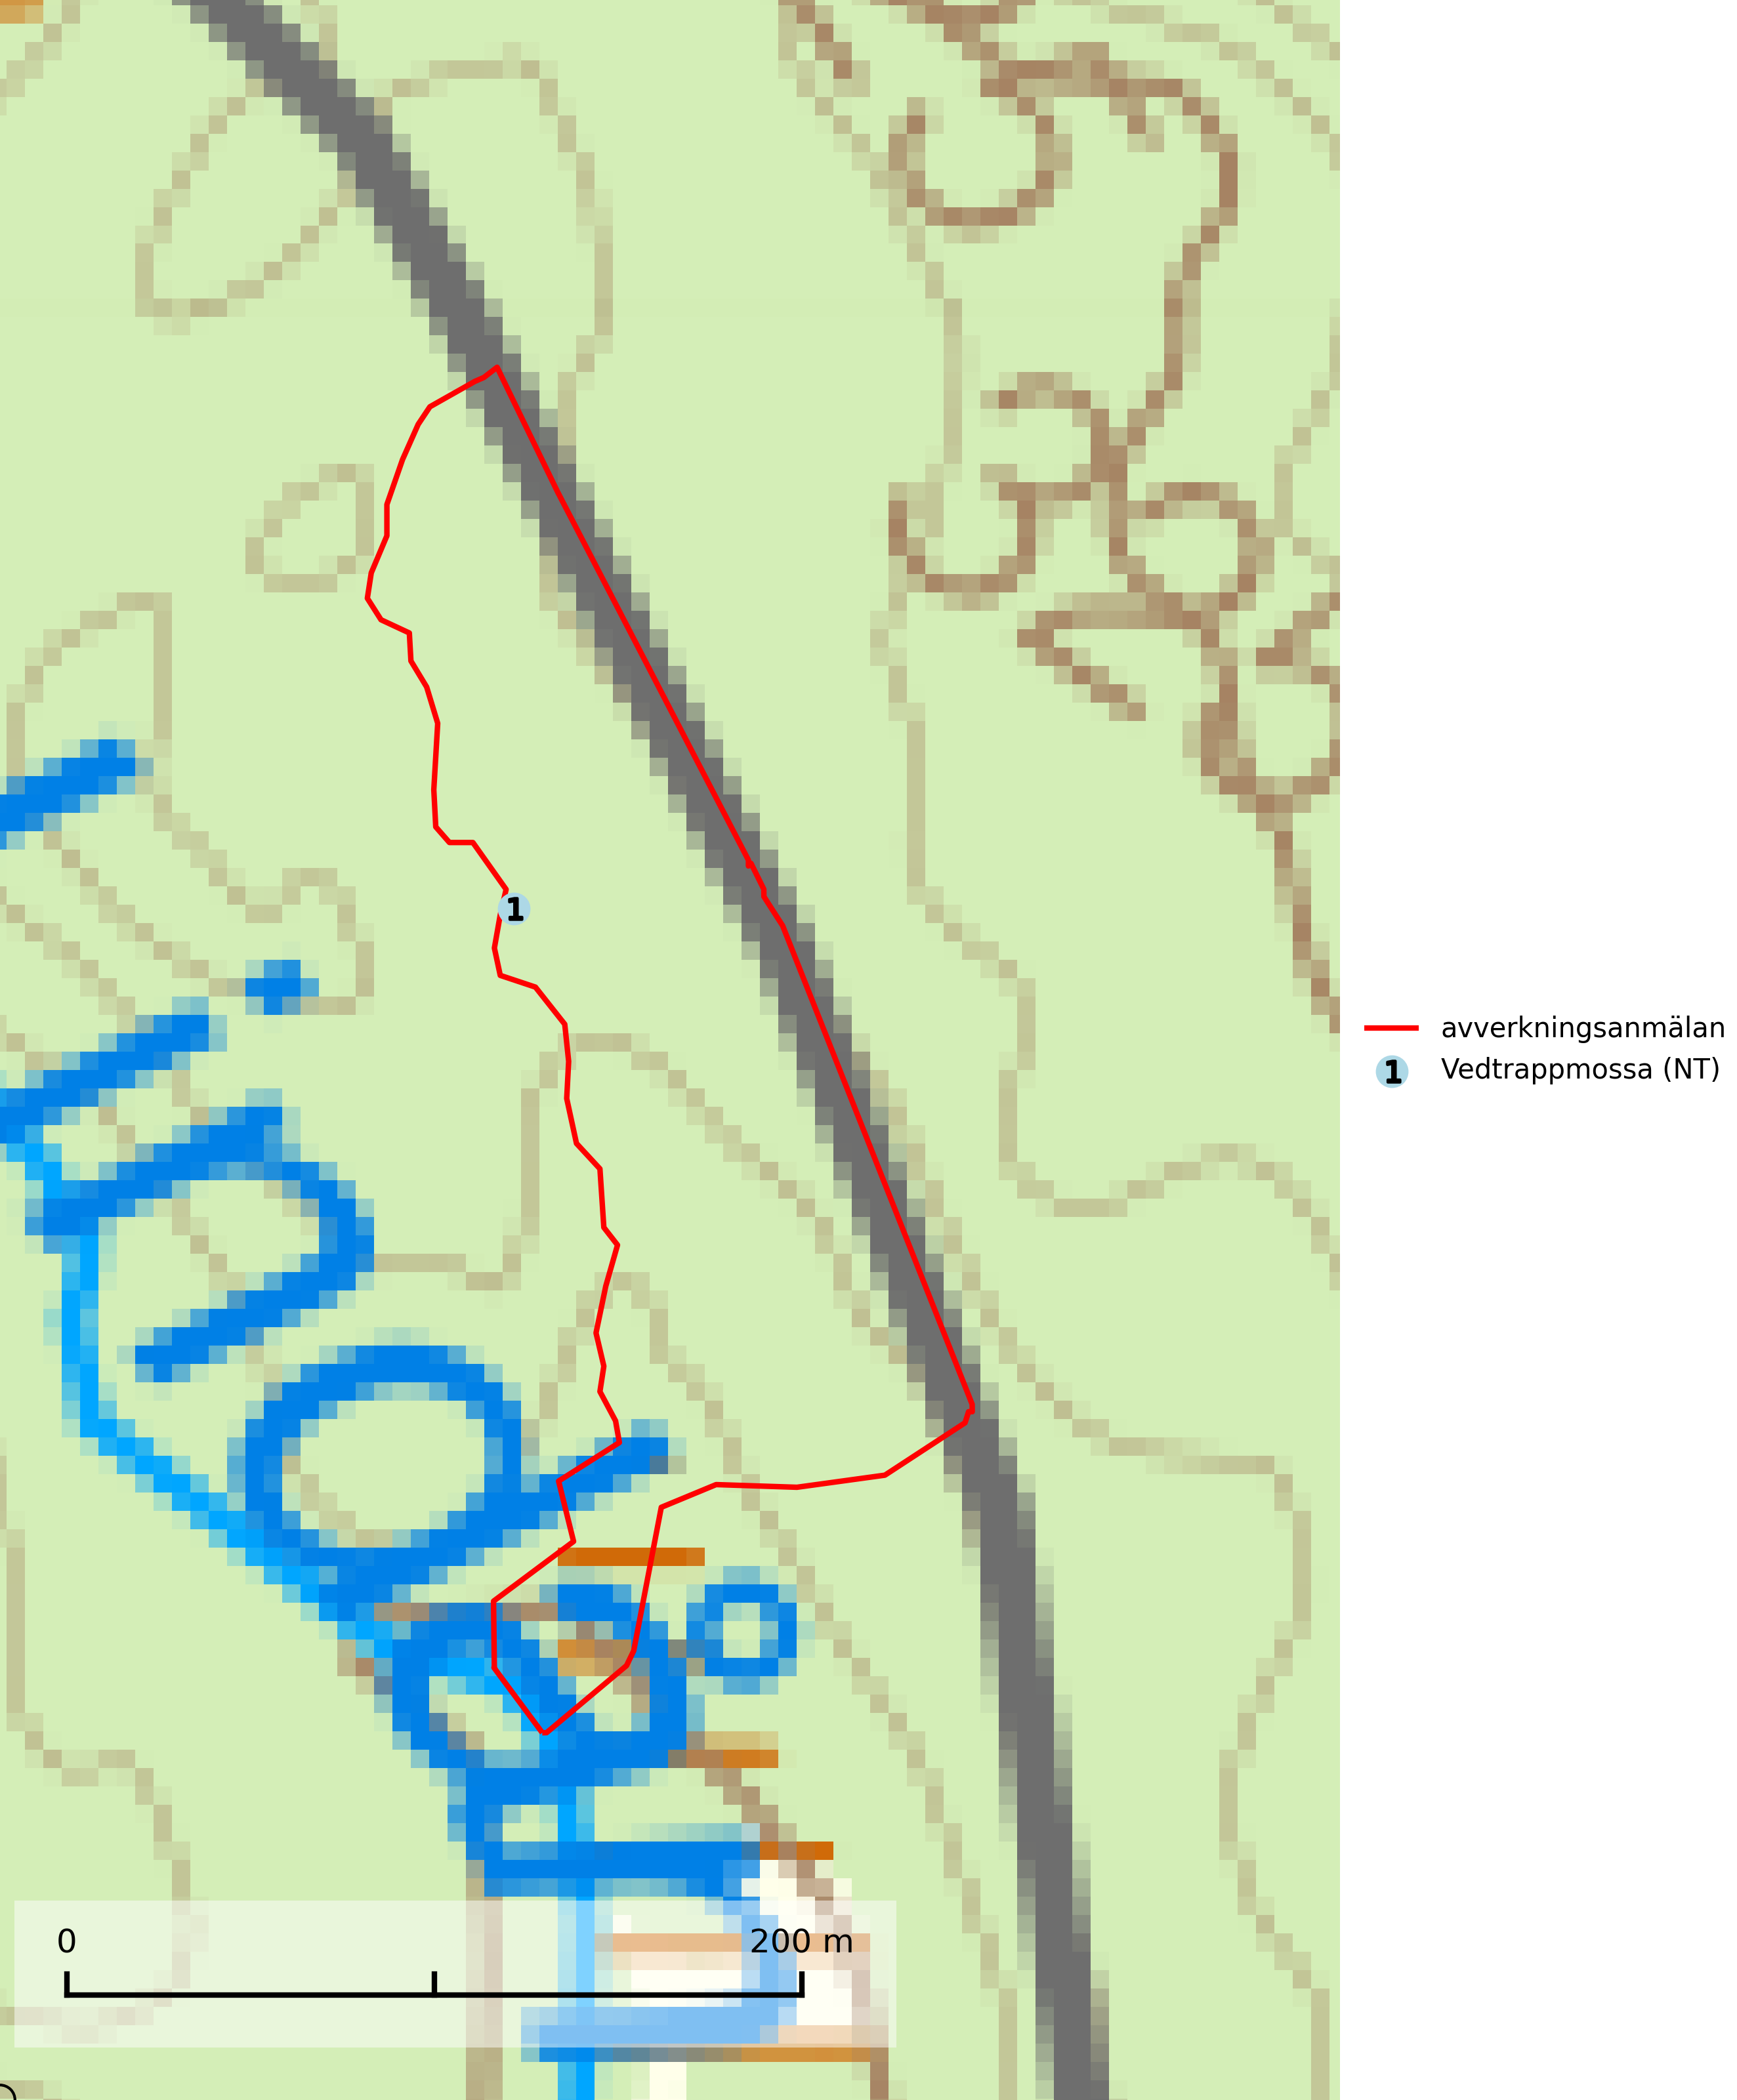 1
avverkningsanmälan
1 Vedtrappmossa (NT)
0 200 m